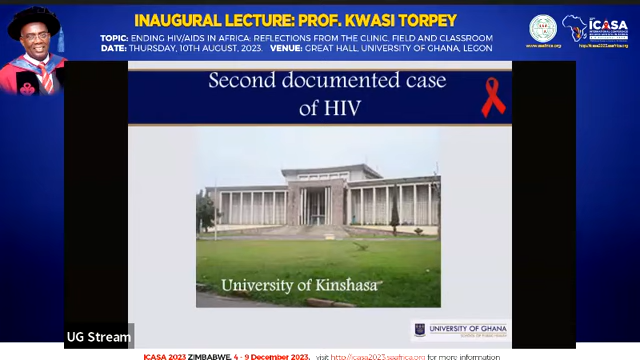 INAUGURAL LECTURE: PROF. KWASI TORPEY
TOPIC: ENDING HIV/AIDS IN AFRICA: REFLECTIONS FROM THE CLINIC, FIELD AND CLASSROOM
DATE: THURSDAY, 10TH AUGUST, 2023. VENUE: GREAT HALL, UNIVERSITY OF GHANA, LEGON
ICASA
Second documented case
of HIV
University of Kinshasa
UNIVERSITY OF GHANA
UG Stream
ICASA 2023 ZIMBABWE, 4 - 9 December 2023, visit http://icasa2023.saafrica.org for more information